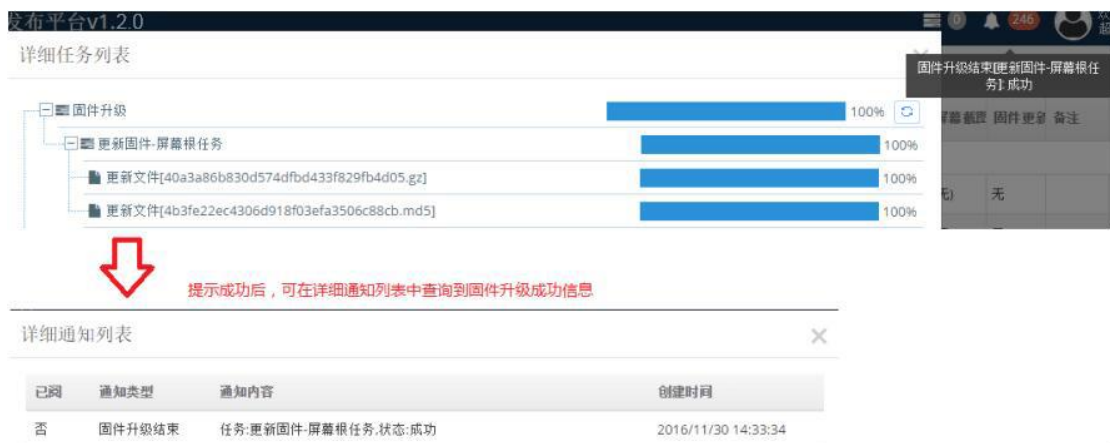 发布平台v1.2.0
0
246
详细任务列表
固件升级结束[更新固件-屏幕根任务]: 成功
固件升级
100%
屏幕截图 固件更新 备注
更新固件-屏幕根任务
100%
更新文件[40a3a86b830d574dfbd433f829fb4d05.gz]
100%
无) 无
更新文件[4b3fe22ec4306d918f03efa3506c88cb.md5]
100%
提示成功后，可在详细通知列表中查询到固件升级成功信息
详细通知列表
已阅 通知类型 通知内容 创建时间
否 固件升级结束 任务:更新固件-屏幕根任务,状态:成功 2016/11/30 14:33:34